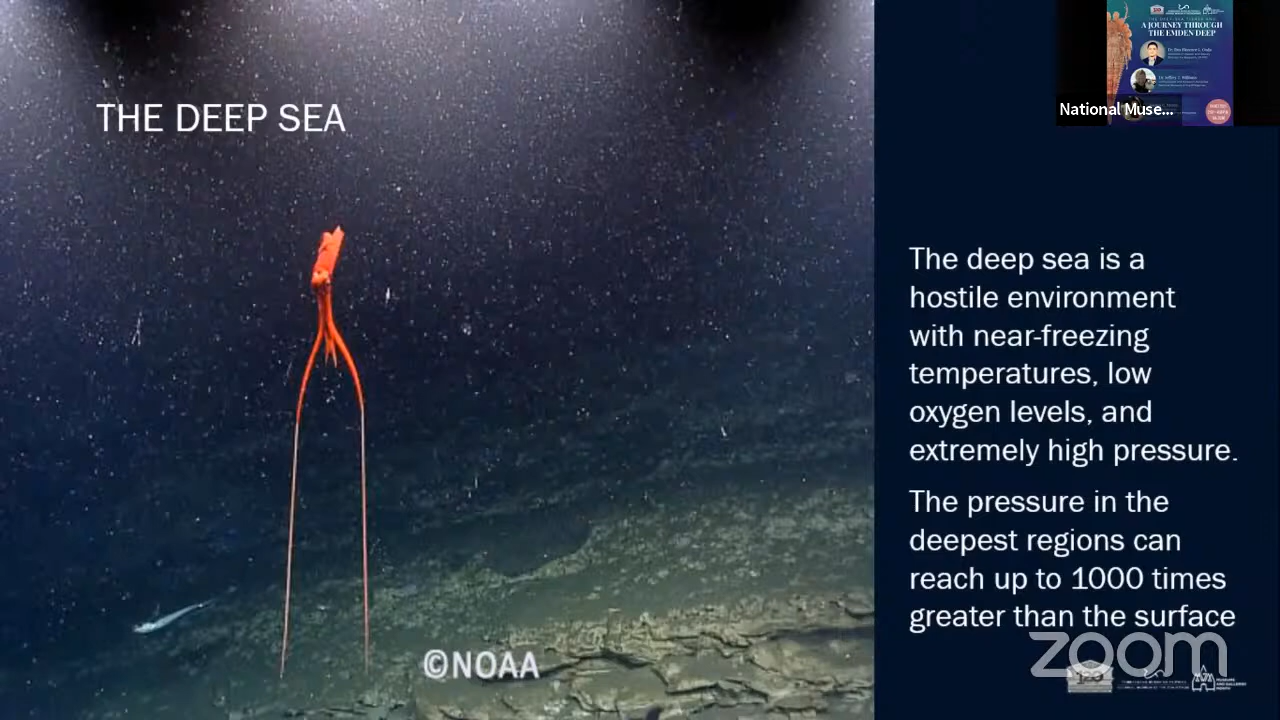 THE DEEP SEA
A JOURNEY THROUGH
THE EMDEN DEEP
National Muse...
The deep sea is a
hostile environment
with near-freezing
temperatures, low
oxygen levels, and
extremely high pressure.
The pressure in the
deepest regions can
reach up to 1000 times
greater than the surface
©NOAA
zoom